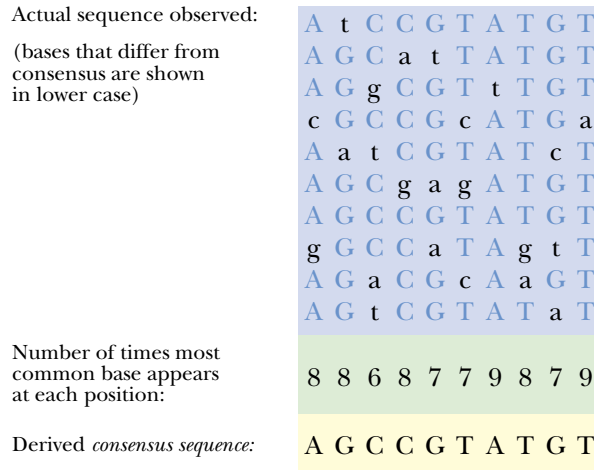 Actual sequence observed:
(bases that differ from
consensus are shown
in lower case)
A t C C G T A T G T
A G C a t T A T G T
A G g C G T t T G T
c G C C G c A T G a
A a t C G T A T c T
A G C g a g A T G T
A G C C G T A T G T
g G C C a T A g t T
A G a C G c A a G T
A G t C G T A T a T
Number of times most
common base appears
at each position:
8 8 6 8 7 7 9 8 7 9
Derived consensus sequence:
A G C C G T A T G T